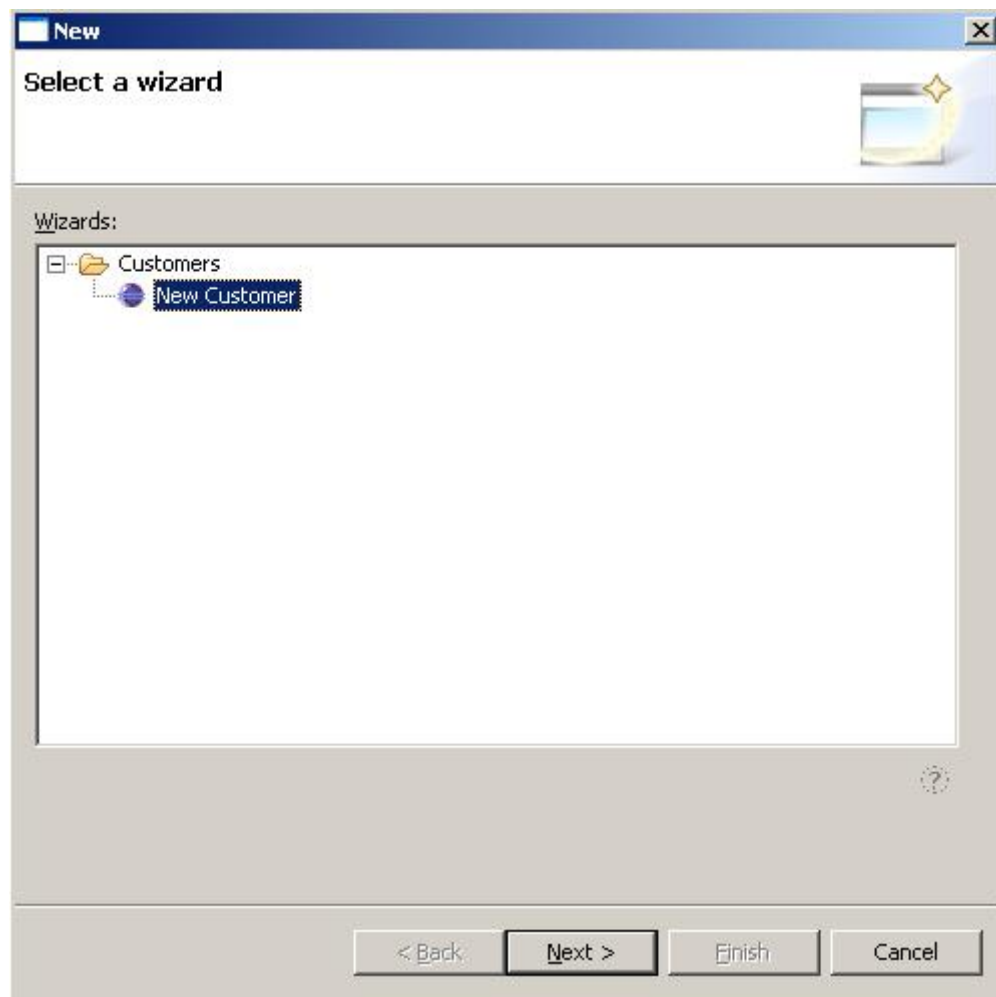 New
Select a wizard
Wizards:
Customers
New Customer
?
< Back Next > Finish Cancel